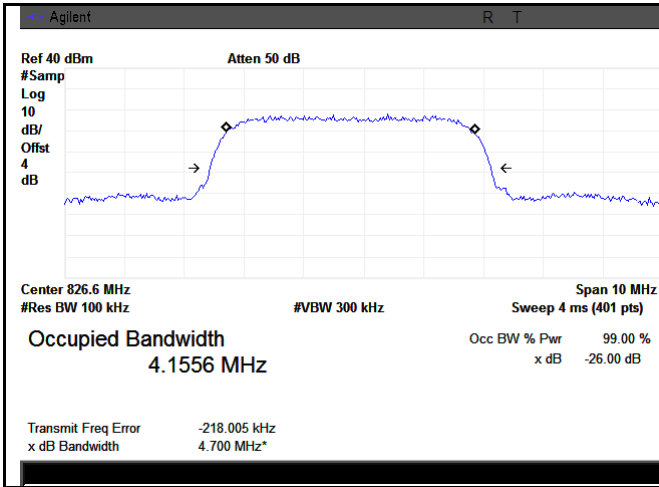 Agilent R T
Ref 40 dBm Atten 50 dB
#Samp
Log
10
dB/
Offst
4
dB
Center 826.6 MHz Span 10 MHz
#Res BW 100 kHz #VBW 300 kHz Sweep 4 ms (401 pts)
Occupied Bandwidth Occ BW % Pwr 99.00 %
4.1556 MHz x dB -26.00 dB
Transmit Freq Error -218.005 kHz
x dB Bandwidth 4.700 MHz*